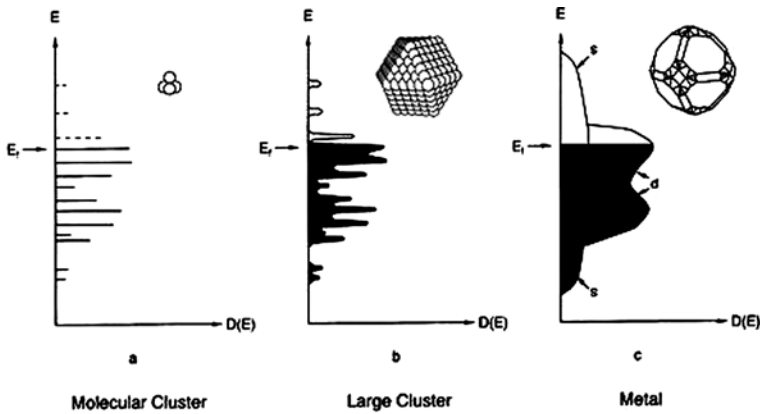 E
E
E
s
Ef
Ef
Ef
d
s
D(E)
D(E)
D(E)
a
b
c
Molecular Cluster
Large Cluster
Metal